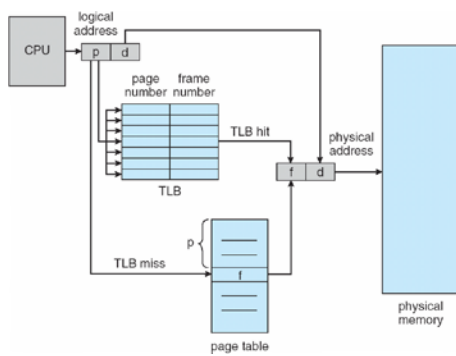 logical
address
CPU
p d
page
number
frame
number
TLB hit
TLB
physical
address
f d
p
TLB miss
f
page table
physical
memory